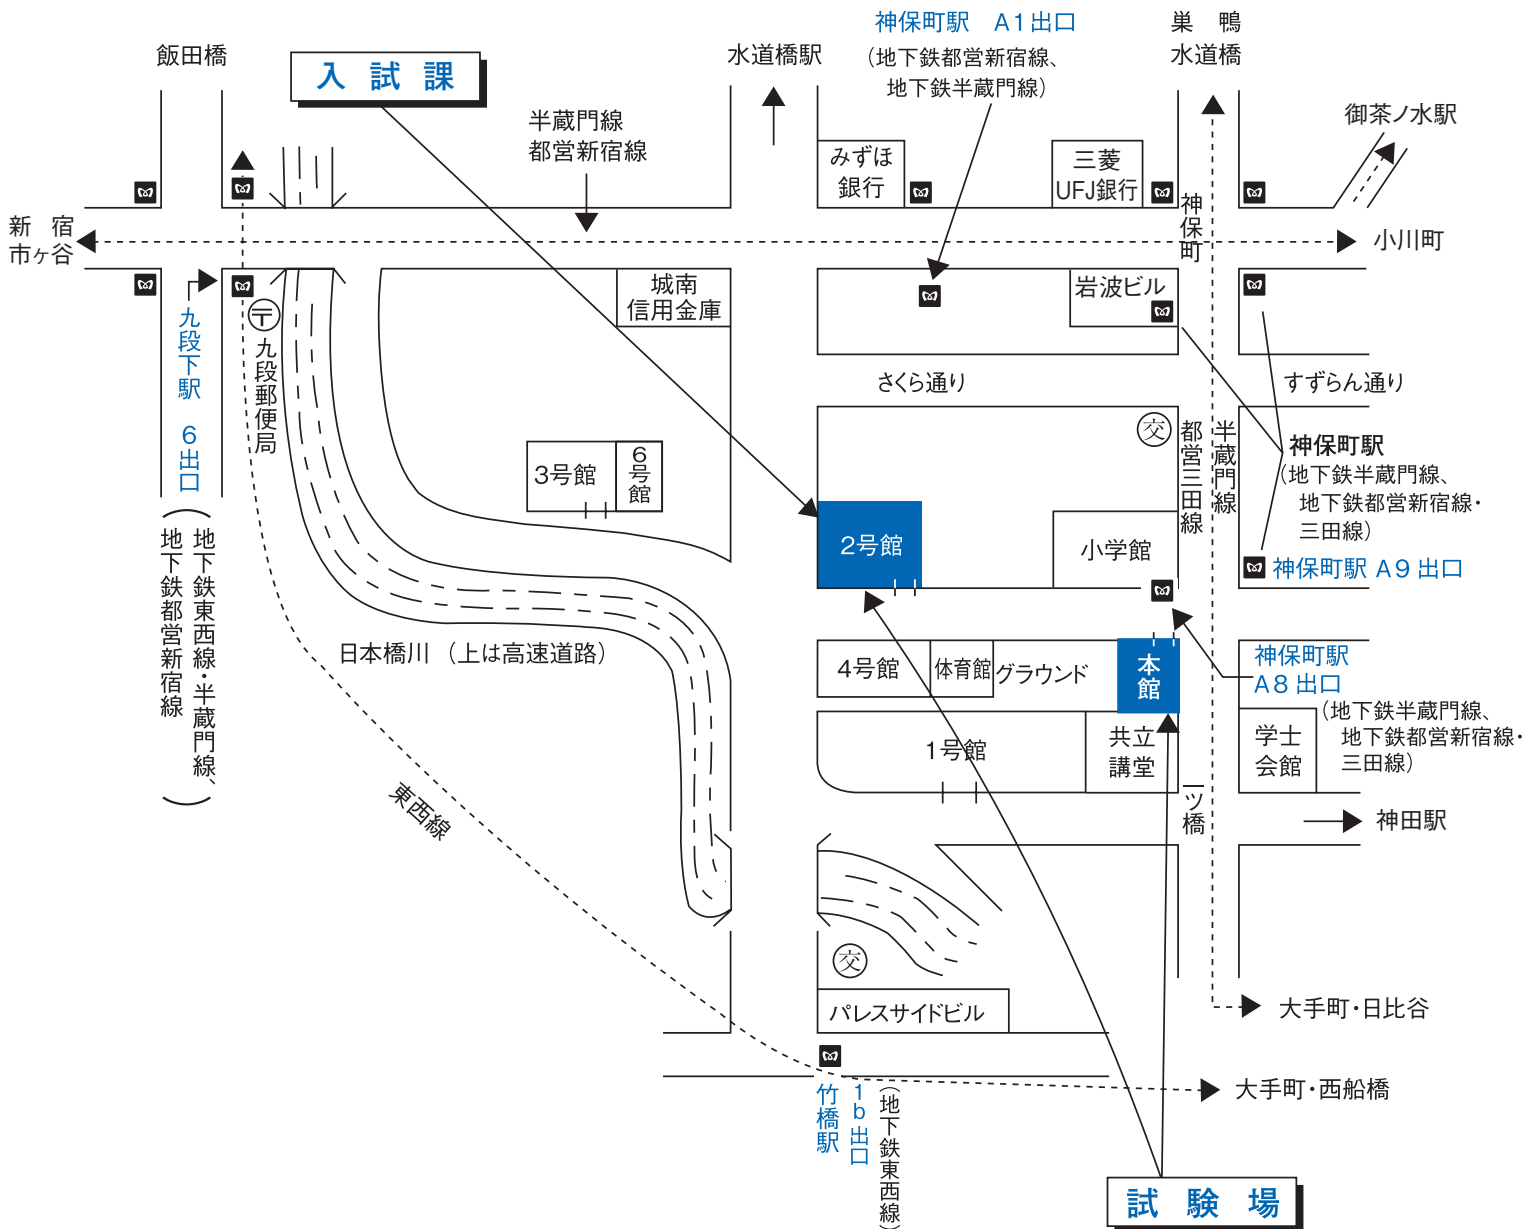 神保町駅　A1出口
（地下鉄都営新宿線、
地下鉄半蔵門線）
巣　鴨
水道橋
飯田橋
入　試　課
水道橋駅
半蔵門線
都営新宿線
みずほ
銀行
三菱
UFJ銀行
御茶ノ水駅
神保町
新　宿
市ヶ谷
小川町
城南
信用金庫
岩波ビル
九段下駅　6出口
（地下鉄東西線・半蔵門線、
地下鉄都営新宿線）
〒
九段郵便局
さくら通り
すずらん通り
交
都営三田線
半蔵門線
神保町駅
（地下鉄半蔵門線、
地下鉄都営新宿線・
三田線）
3号館
6号館
2号館
小学館
神保町駅 A9 出口
日本橋川（上は高速道路）
4号館
体育館
グラウンド
本館
神保町駅
A8 出口
（地下鉄半蔵門線、
地下鉄都営新宿線・
三田線）
1号館
共立
講堂
学士
会館
一ツ橋
神田駅
東西線
交
パレスサイドビル
大手町・日比谷
大手町・西船橋
竹橋駅
1b出口
（地下鉄東西線）
試　験　場